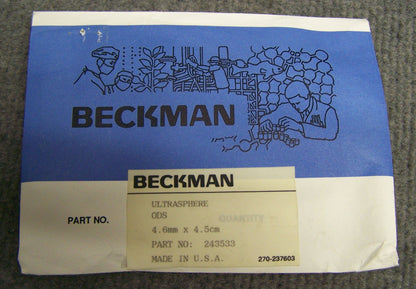 BECKMAN
PART NO.
BECKMAN
ULTRASPHERE
ODS
QUANTITY
4.6mm x 4.5cm
PART NO: 243533
MADE IN U.S.A.
270-237603